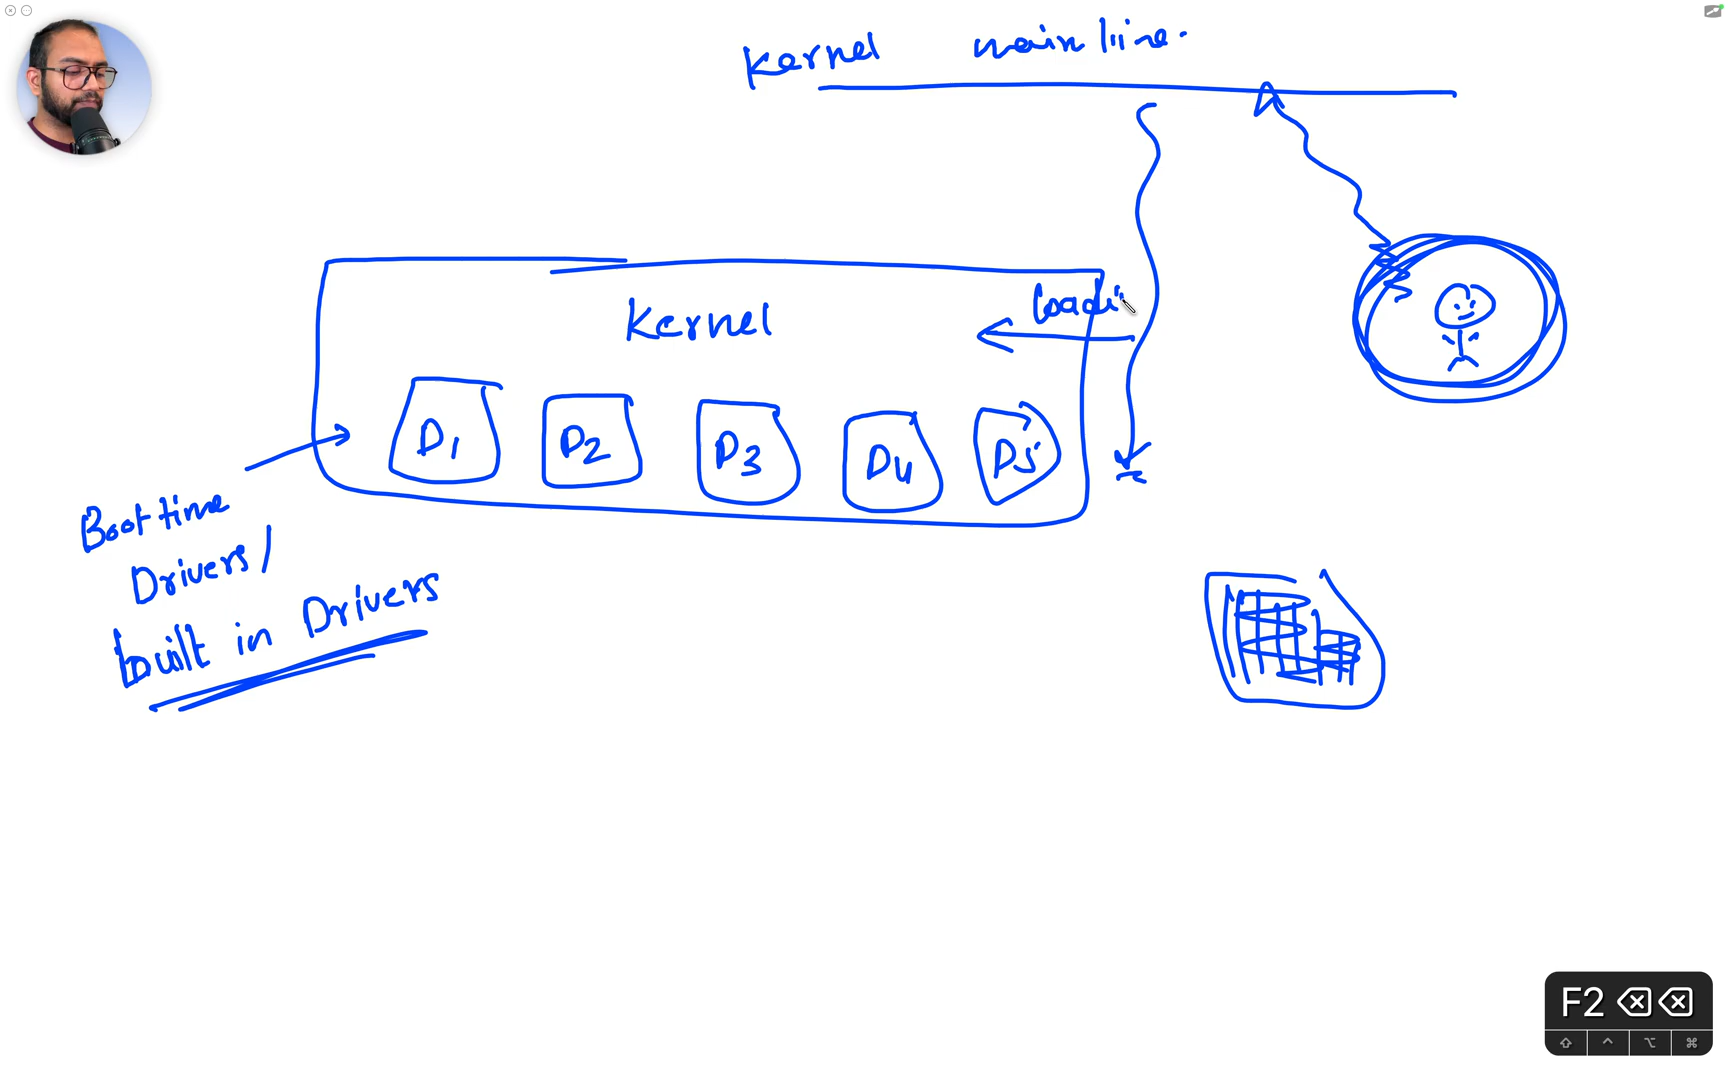 Kernel mainline.
Kernel
Loadi
D1 D2 D3 D4 D5
Boot time
Drivers /
built in Drivers
F2